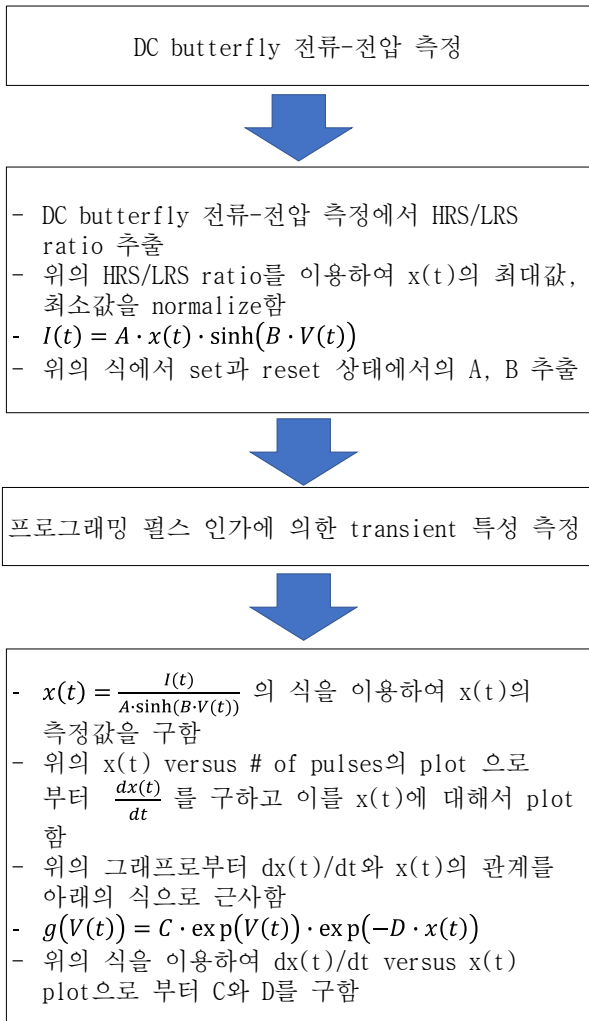 DC butterfly 전류-전압 측정
- DC butterfly 전류-전압 측정에서 HRS/LRS
ratio 추출
- 위의 HRS/LRS ratio를 이용하여 x(t)의 최대값,
최소값을 normalize함
- I(t) = A · x(t) · sinh(B · V(t))
- 위의 식에서 set과 reset 상태에서의 A, B 추출
프로그래밍 펄스 인가에 의한 transient 특성 측정
- x(t) = I(t) / A·sinh(B·V(t)) 의 식을 이용하여 x(t)의
측정값을 구함
- 위의 x(t) versus # of pulses의 plot 으로
부터 dx(t)/dt 를 구하고 이를 x(t)에 대해서 plot
함
- 위의 그래프로부터 dx(t)/dt와 x(t)의 관계를
아래의 식으로 근사함
- g(V(t)) = C · exp(V(t)) · exp(−D · x(t))
- 위의 식을 이용하여 dx(t)/dt versus x(t)
plot으로 부터 C와 D를 구함